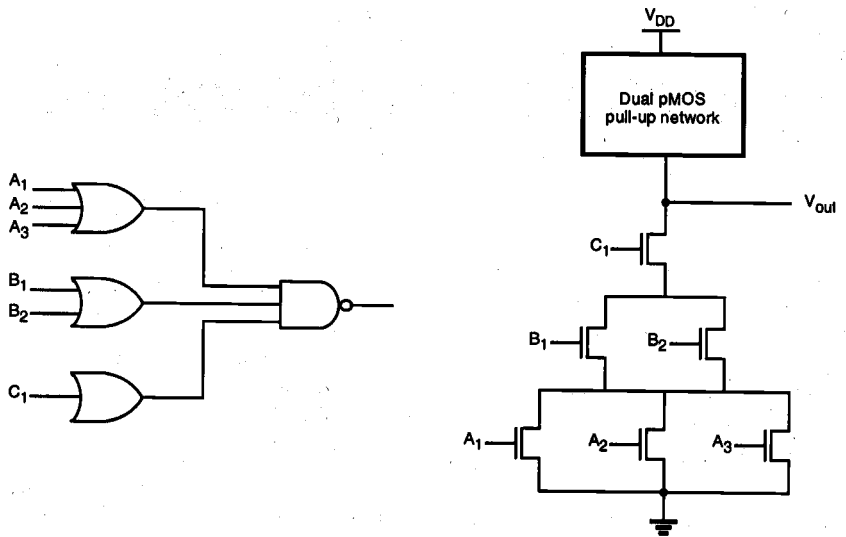 A1
A2
A3
B1
B2
C1
VDD
Dual pMOS
pull-up network
Vout
C1
B1
B2
A1
A2
A3